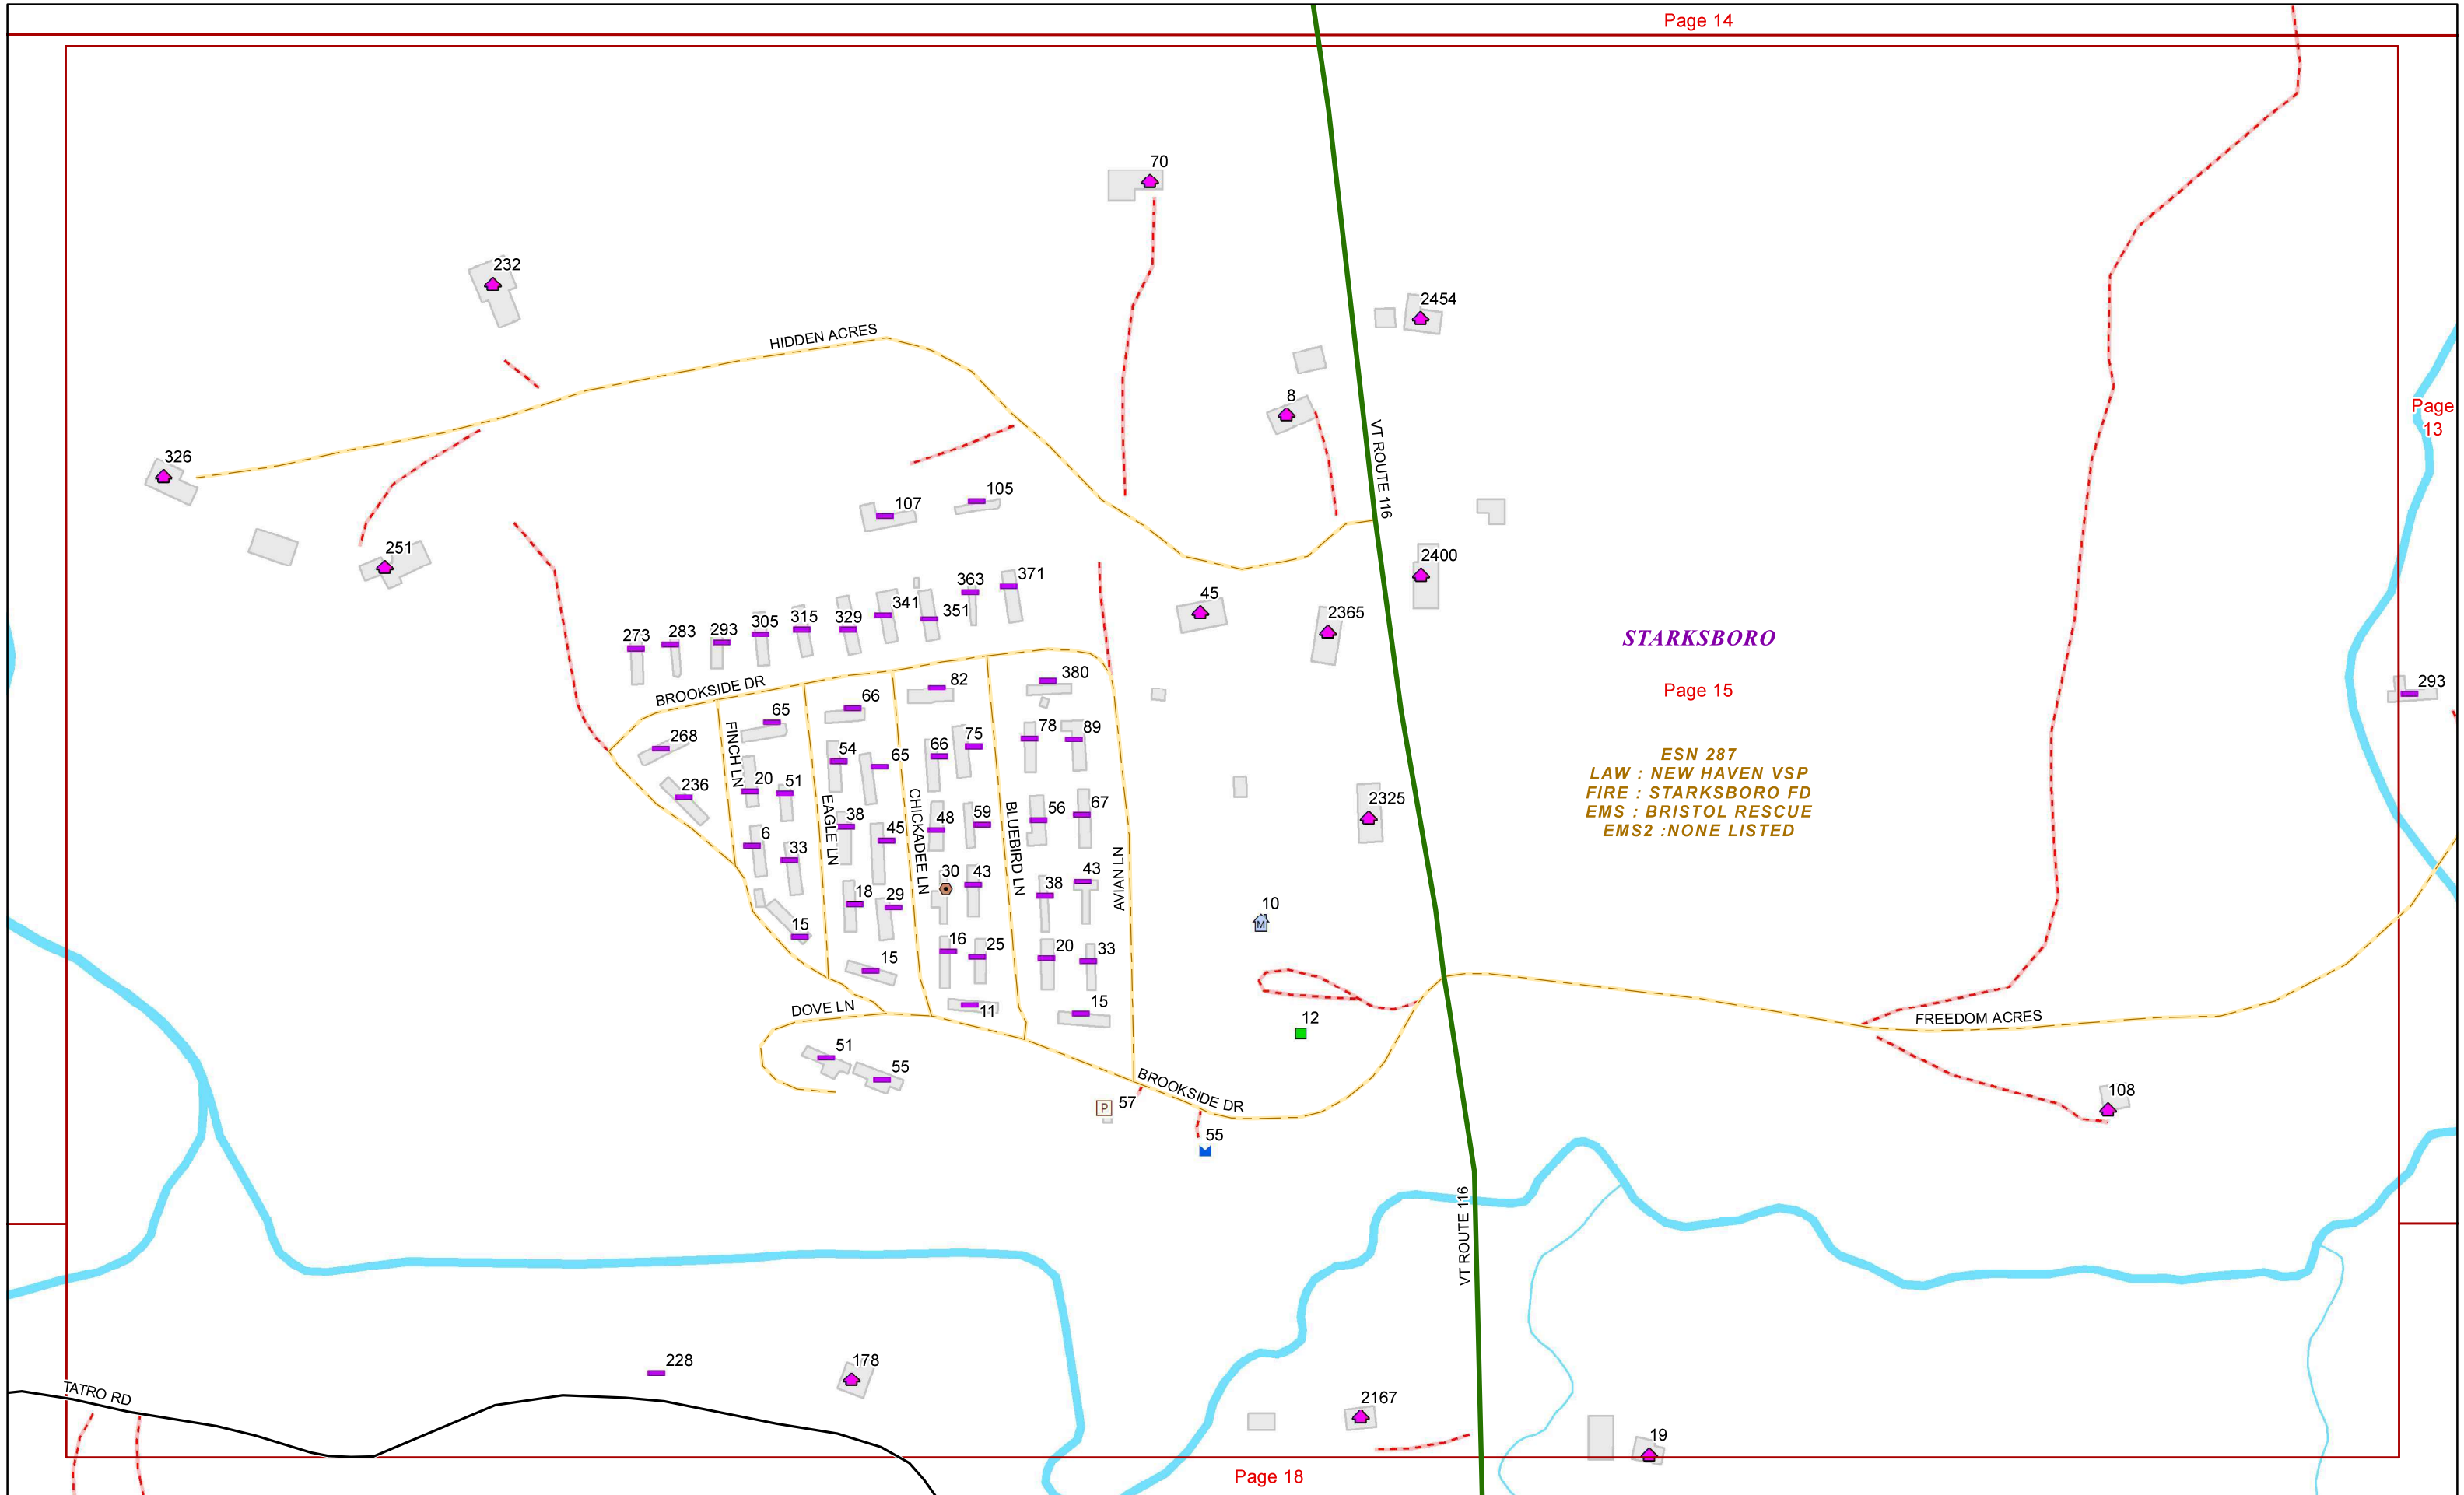 Page 14
70
232
2454
HIDDEN ACRES
8
Page
13
VT ROUTE 116
326
105
107
251
2400
371
363
45
341
351
2365
329
315
305
293
283
273
STARKSBORO
380
82
BROOKSIDE DR
66
65
293
Page 15
FINCH LN
268
78
89
75
66
54
65
ESN 287
LAW : NEW HAVEN VSP
FIRE : STARKSBORO FD
EMS : BRISTOL RESCUE
EMS2 :NONE LISTED
236
20
51
EAGLE LN
CHICKADEE LN
BLUEBIRD LN
AVIAN LN
2325
67
56
59
48
38
45
6
33
30
43
38
43
18
29
10
15
16
25
20
33
15
11
15
DOVE LN
12
FREEDOM ACRES
51
55
BROOKSIDE DR
57
P
M
108
55
VT ROUTE 116
228
178
TATRO RD
2167
19
Page 18